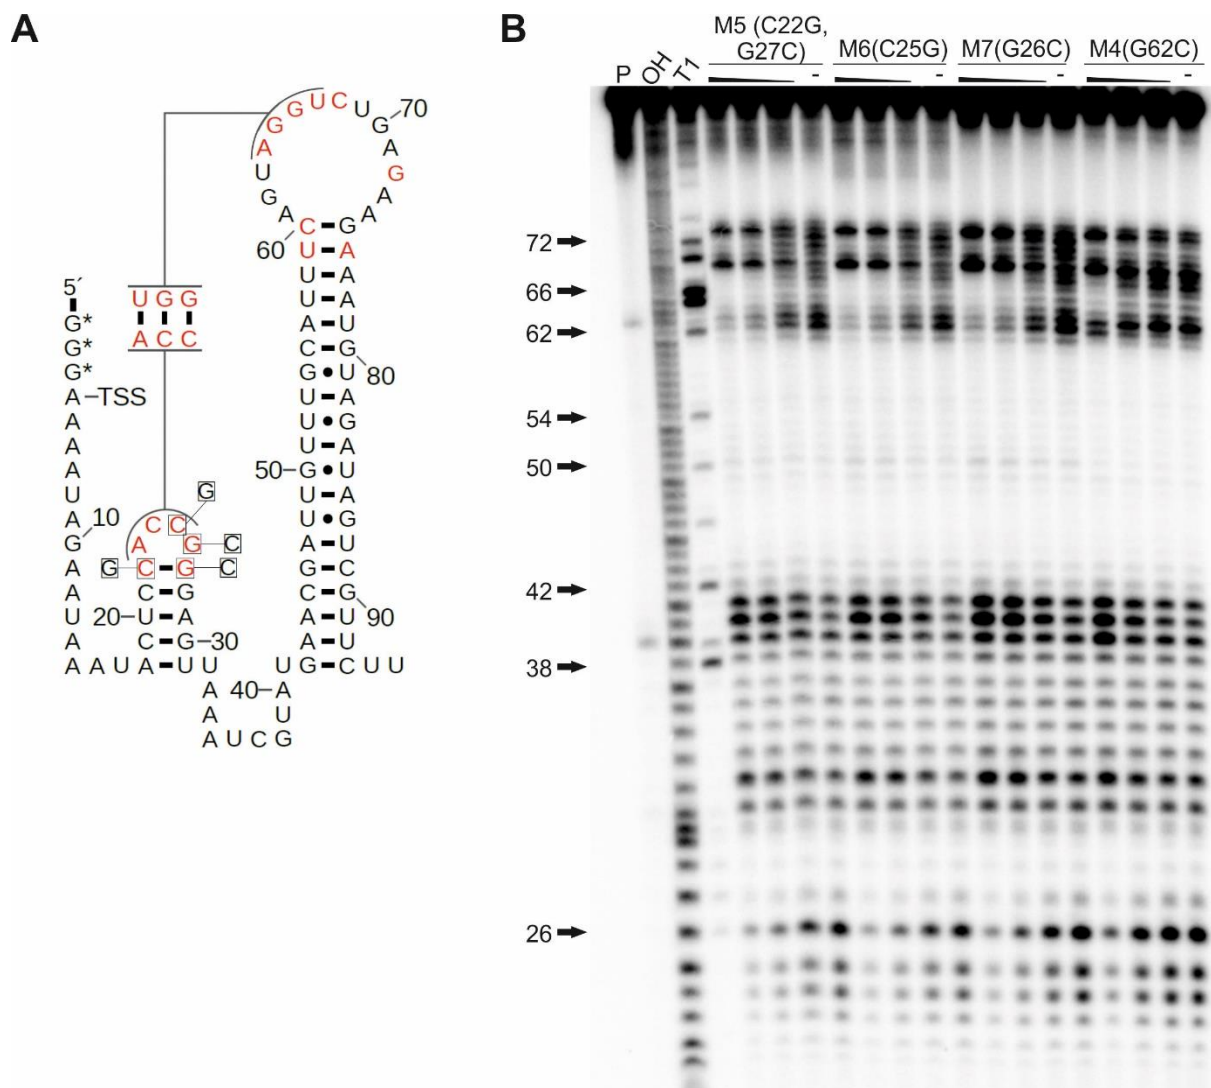 A
5´
G*
G*
G*
A–TSS
A
A
A
A
U
A
G
10
A
A
U
A
A
A U A A
C
U
20
C
C
A
C
C
G
G
G
A
G
30
U
U
A
A
A
U C G
U
A
40
U
G
C
G
G
C
C
U G G
A C C
G
A
A
C
G
A
U
U
G
50
U
U
U
G
C
A
U
U
U
C
60
A
G
U
A
G
G
U
C
U
G
70
A
G
A
A
G
A
A
A
U
G
U
80
A
G
A
U
A
G
U
C
G
U
U
90
C U U
B
M5 (C22G, G27C)
M6(C25G)
M7(G26C)
M4(G62C)
P
OH
T1
-
-
-
-
72
66
62
54
50
42
38
26